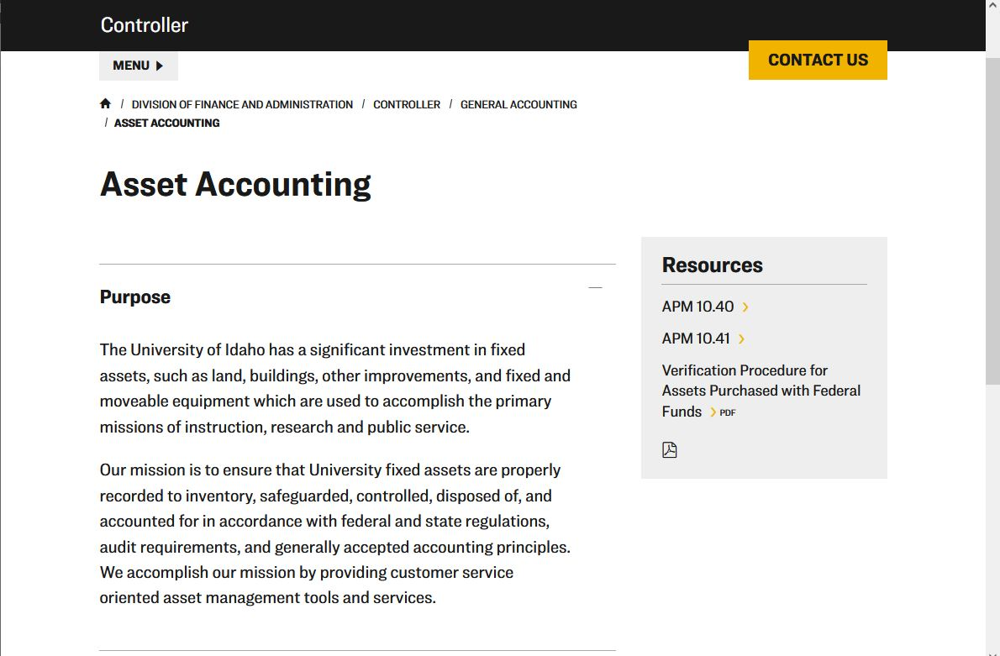 Controller
MENU
CONTACT US
/ DIVISION OF FINANCE AND ADMINISTRATION / CONTROLLER / GENERAL ACCOUNTING
/ ASSET ACCOUNTING
Asset Accounting
Purpose
The University of Idaho has a significant investment in fixed
assets, such as land, buildings, other improvements, and fixed and
moveable equipment which are used to accomplish the primary
missions of instruction, research and public service.
Our mission is to ensure that University fixed assets are properly
recorded to inventory, safeguarded, controlled, disposed of, and
accounted for in accordance with federal and state regulations,
audit requirements, and generally accepted accounting principles.
We accomplish our mission by providing customer service
oriented asset management tools and services.
Resources
APM 10.40
APM 10.41
Verification Procedure for
Assets Purchased with Federal
Funds PDF